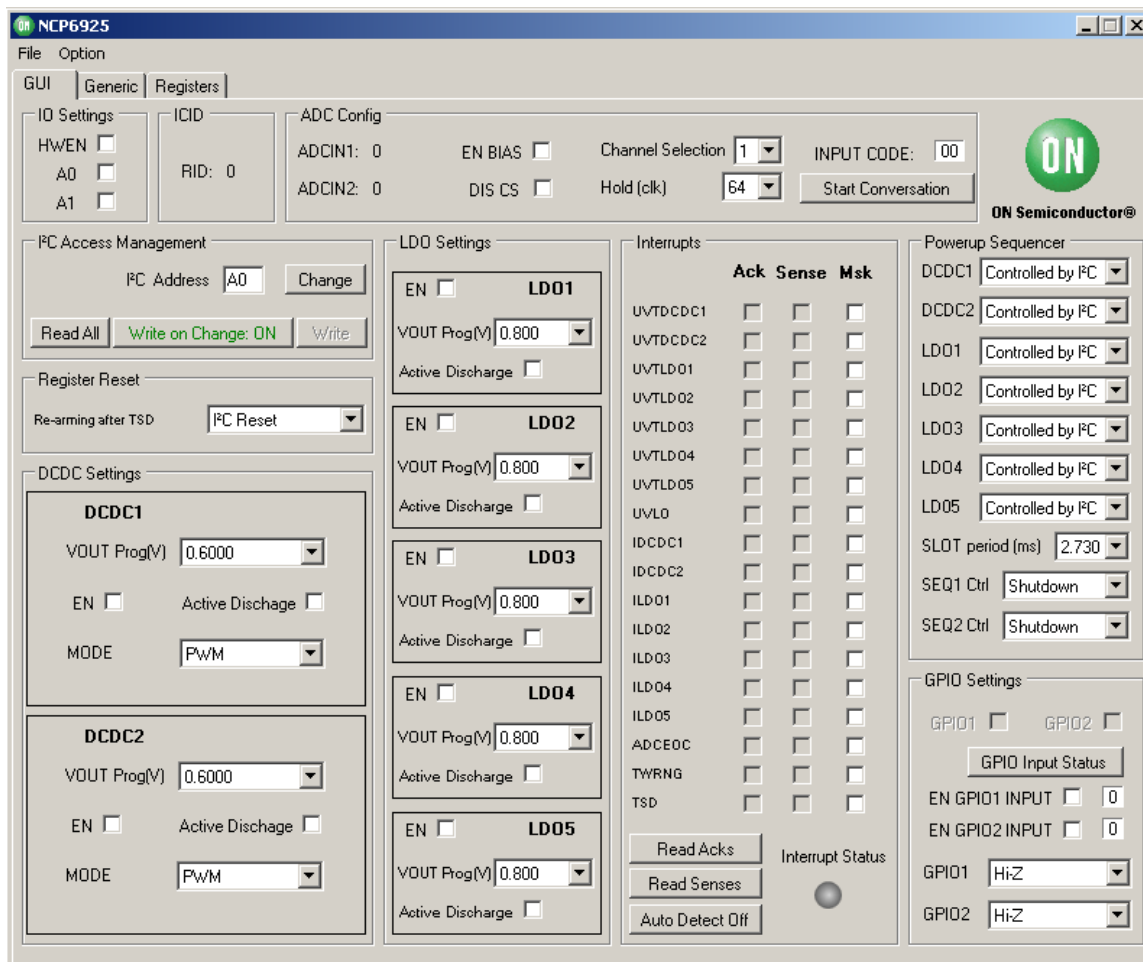 ON NCP6925
File Option
GUI Generic Registers
IO Settings
HWEN
A0
A1
ICID
RID: 0
ADC Config
ADCIN1: 0 EN BIAS Channel Selection 1 INPUT CODE: 00
ADCIN2: 0 DIS CS Hold (clk) 64 Start Conversation
ON
ON Semiconductor®
I²C Access Management
I²C Address A0 Change
Read All Write on Change: ON Write
Register Reset
Re-arming after TSD I²C Reset
DCDC Settings
DCDC1
VOUT Prog(V) 0.6000
EN Active Dischage
MODE PWM
DCDC2
VOUT Prog(V) 0.6000
EN Active Dischage
MODE PWM
LDO Settings
EN LDO1
VOUT Prog(V) 0.800
Active Discharge
EN LDO2
VOUT Prog(V) 0.800
Active Discharge
EN LDO3
VOUT Prog(V) 0.800
Active Discharge
EN LDO4
VOUT Prog(V) 0.800
Active Discharge
EN LDO5
VOUT Prog(V) 0.800
Active Discharge
Interrupts
Ack Sense Msk
UVTDCDC1
UVTDCDC2
UVTLDO1
UVTLDO2
UVTLDO3
UVTLDO4
UVTLDO5
UVLO
IDCDC1
IDCDC2
ILDO1
ILDO2
ILDO3
ILDO4
ILDO5
ADCEOC
TWRNG
TSD
Read Acks
Read Senses
Auto Detect Off
Interrupt Status
Powerup Sequencer
DCDC1 Controlled by I²C
DCDC2 Controlled by I²C
LDO1 Controlled by I²C
LDO2 Controlled by I²C
LDO3 Controlled by I²C
LDO4 Controlled by I²C
LDO5 Controlled by I²C
SLOT period (ms) 2.730
SEQ1 Ctrl Shutdown
SEQ2 Ctrl Shutdown
GPIO Settings
GPIO1 GPIO2
GPIO Input Status
EN GPIO1 INPUT 0
EN GPIO2 INPUT 0
GPIO1 Hi-Z
GPIO2 Hi-Z